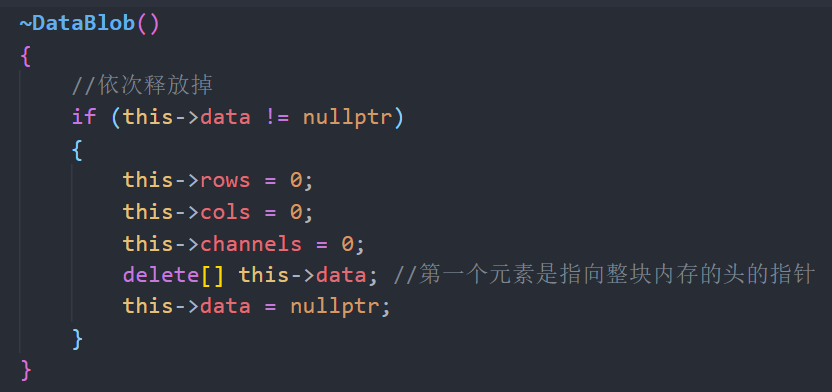 ~DataBlob()
{
    //依次释放掉
    if (this->data != nullptr)
    {
        this->rows = 0;
        this->cols = 0;
        this->channels = 0;
        delete[] this->data; //第一个元素是指向整块内存的头的指针
        this->data = nullptr;
    }
}